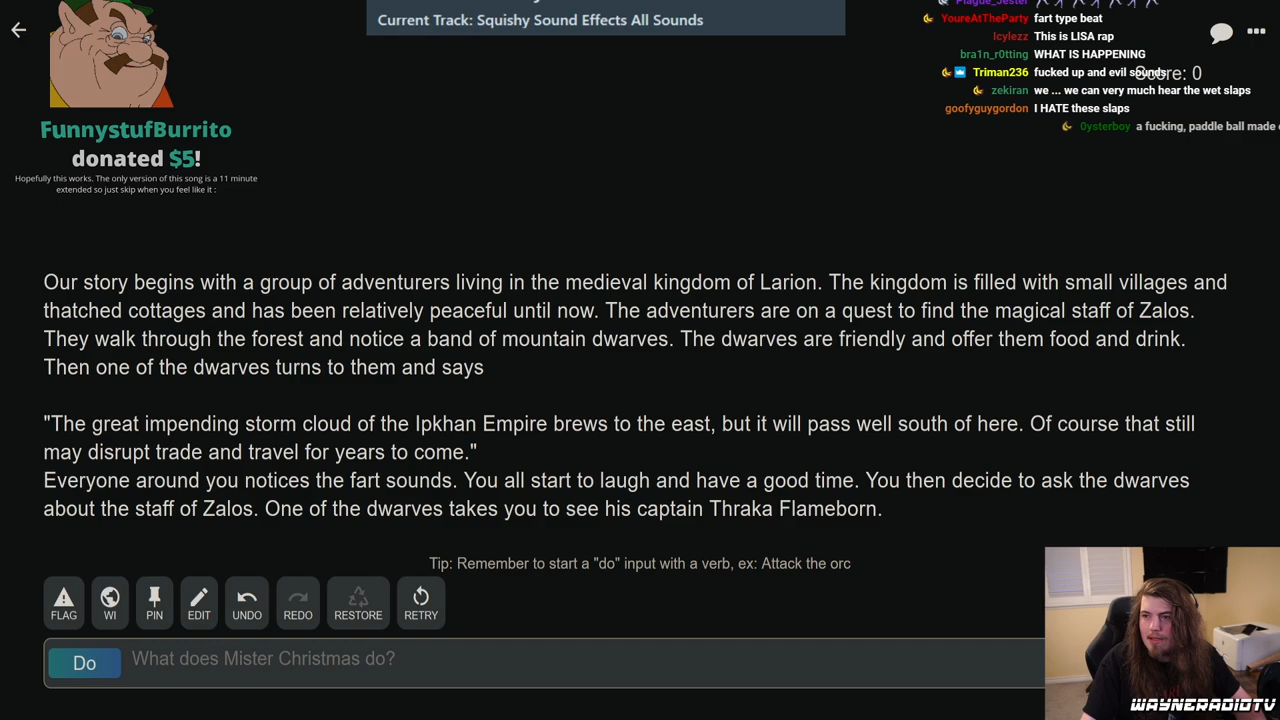 Current Track: Squishy Sound Effects All Sounds
FunnystufBurrito
donated $5!
Hopefully this works. The only version of this song is a 11 minute
extended so just skip when you feel like it :
Plague_Jester
YoureAtTheParty fart type beat
Icylezz This is LISA rap
bra1n_r0tting WHAT IS HAPPENING
Triman236 fucked up and evil sounds
Score: 0
zekiran we ... we can very much hear the wet slaps
goofyguygordon I HATE these slaps
0ysterboy a fucking, paddle ball made
Our story begins with a group of adventurers living in the medieval kingdom of Larion. The kingdom is filled with small villages and
thatched cottages and has been relatively peaceful until now. The adventurers are on a quest to find the magical staff of Zalos.
They walk through the forest and notice a band of mountain dwarves. The dwarves are friendly and offer them food and drink.
Then one of the dwarves turns to them and says
"The great impending storm cloud of the Ipkhan Empire brews to the east, but it will pass well south of here. Of course that still
may disrupt trade and travel for years to come."
Everyone around you notices the fart sounds. You all start to laugh and have a good time. You then decide to ask the dwarves
about the staff of Zalos. One of the dwarves takes you to see his captain Thraka Flameborn.
Tip: Remember to start a "do" input with a verb, ex: Attack the orc
FLAG WI PIN EDIT UNDO REDO RESTORE RETRY
Do What does Mister Christmas do?
WAYNERADIOTV